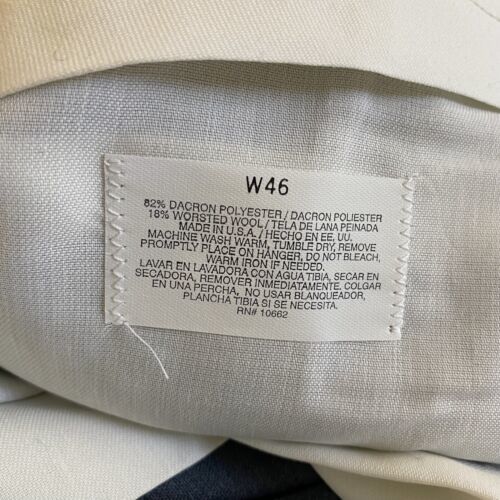 W46
82% DACRON POLYESTER / DACRON POLIESTER
18% WORSTED WOOL / TELA DE LANA PEINADA
MADE IN U.S.A. / HECHO EN EE. UU.
MACHINE WASH WARM, TUMBLE DRY, REMOVE
PROMPTLY PLACE ON HANGER, DO NOT BLEACH,
WARM IRON IF NEEDED.
LAVAR EN LAVADORA CON AGUA TIBIA, SECAR EN
SECADORA, REMOVER INMEDIATAMENTE. COLGAR
EN UNA PERCHA, NO USAR BLANQUEADOR,
PLANCHA TIBIA SI SE NECESITA.
RN# 10662